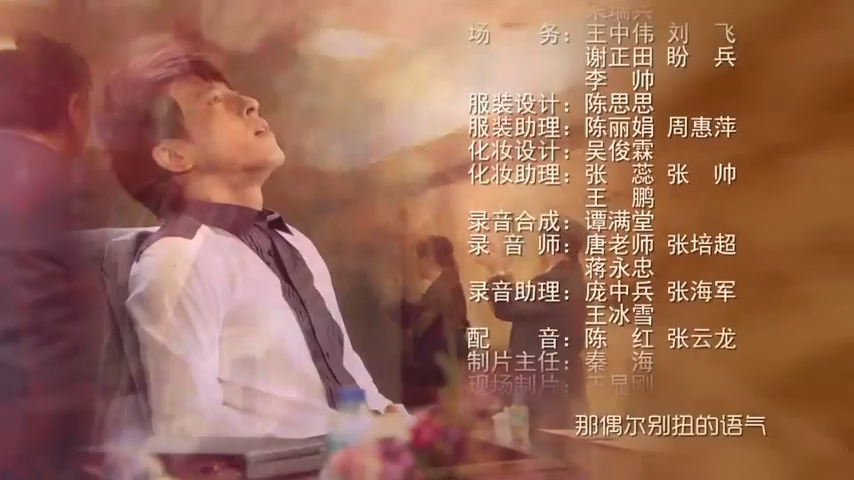 场　　务：王中伟 刘　飞
谢正田 盼　兵
李　帅
服装设计：陈思思
服装助理：陈丽娟 周惠萍
化妆设计：吴俊霖
化妆助理：张　蕊 张　帅
王　鹏
录音合成：谭满堂
录 音 师：唐老师 张培超
蒋永忠
录音助理：庞中兵 张海军
王冰雪
配　　音：陈　红 张云龙
制片主任：秦　海
现场制片：
那偶尔别扭的语气